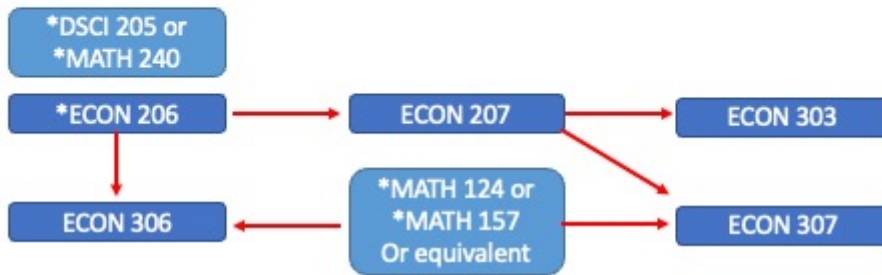 *DSCI 205 or
*MATH 240
*ECON 206
ECON 207
ECON 303
ECON 306
*MATH 124 or
*MATH 157
Or equivalent
ECON 307